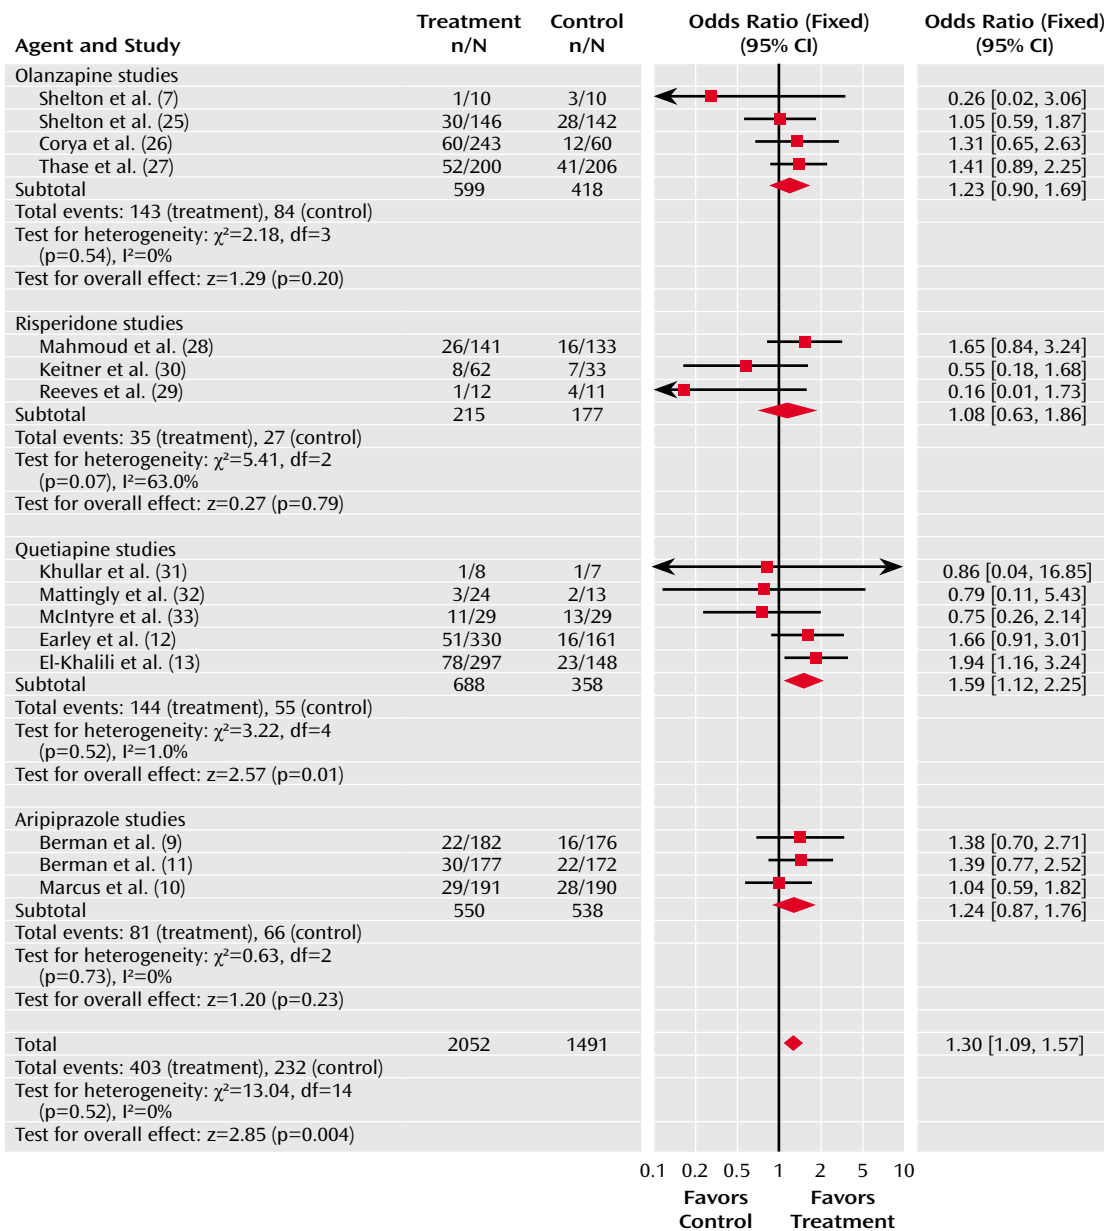 Agent and Study Treatment n/N Control n/N Odds Ratio (Fixed) (95% CI) Odds Ratio (Fixed) (95% CI)
Olanzapine studies
Shelton et al. (7) 1/10 3/10 0.26 [0.02, 3.06]
Shelton et al. (25) 30/146 28/142 1.05 [0.59, 1.87]
Corya et al. (26) 60/243 12/60 1.31 [0.65, 2.63]
Thase et al. (27) 52/200 41/206 1.41 [0.89, 2.25]
Subtotal 599 418 1.23 [0.90, 1.69]
Total events: 143 (treatment), 84 (control)
Test for heterogeneity: χ²=2.18, df=3
(p=0.54), I²=0%
Test for overall effect: z=1.29 (p=0.20)
Risperidone studies
Mahmoud et al. (28) 26/141 16/133 1.65 [0.84, 3.24]
Keitner et al. (30) 8/62 7/33 0.55 [0.18, 1.68]
Reeves et al. (29) 1/12 4/11 0.16 [0.01, 1.73]
Subtotal 215 177 1.08 [0.63, 1.86]
Total events: 35 (treatment), 27 (control)
Test for heterogeneity: χ²=5.41, df=2
(p=0.07), I²=63.0%
Test for overall effect: z=0.27 (p=0.79)
Quetiapine studies
Khullar et al. (31) 1/8 1/7 0.86 [0.04, 16.85]
Mattingly et al. (32) 3/24 2/13 0.79 [0.11, 5.43]
McIntyre et al. (33) 11/29 13/29 0.75 [0.26, 2.14]
Earley et al. (12) 51/330 16/161 1.66 [0.91, 3.01]
El-Khalili et al. (13) 78/297 23/148 1.94 [1.16, 3.24]
Subtotal 688 358 1.59 [1.12, 2.25]
Total events: 144 (treatment), 55 (control)
Test for heterogeneity: χ²=3.22, df=4
(p=0.52), I²=1.0%
Test for overall effect: z=2.57 (p=0.01)
Aripiprazole studies
Berman et al. (9) 22/182 16/176 1.38 [0.70, 2.71]
Berman et al. (11) 30/177 22/172 1.39 [0.77, 2.52]
Marcus et al. (10) 29/191 28/190 1.04 [0.59, 1.82]
Subtotal 550 538 1.24 [0.87, 1.76]
Total events: 81 (treatment), 66 (control)
Test for heterogeneity: χ²=0.63, df=2
(p=0.73), I²=0%
Test for overall effect: z=1.20 (p=0.23)
Total 2052 1491 1.30 [1.09, 1.57]
Total events: 403 (treatment), 232 (control)
Test for heterogeneity: χ²=13.04, df=14
(p=0.52), I²=0%
Test for overall effect: z=2.85 (p=0.004)
0.1 0.2 0.5 1 2 5 10
Favors Control Favors Treatment